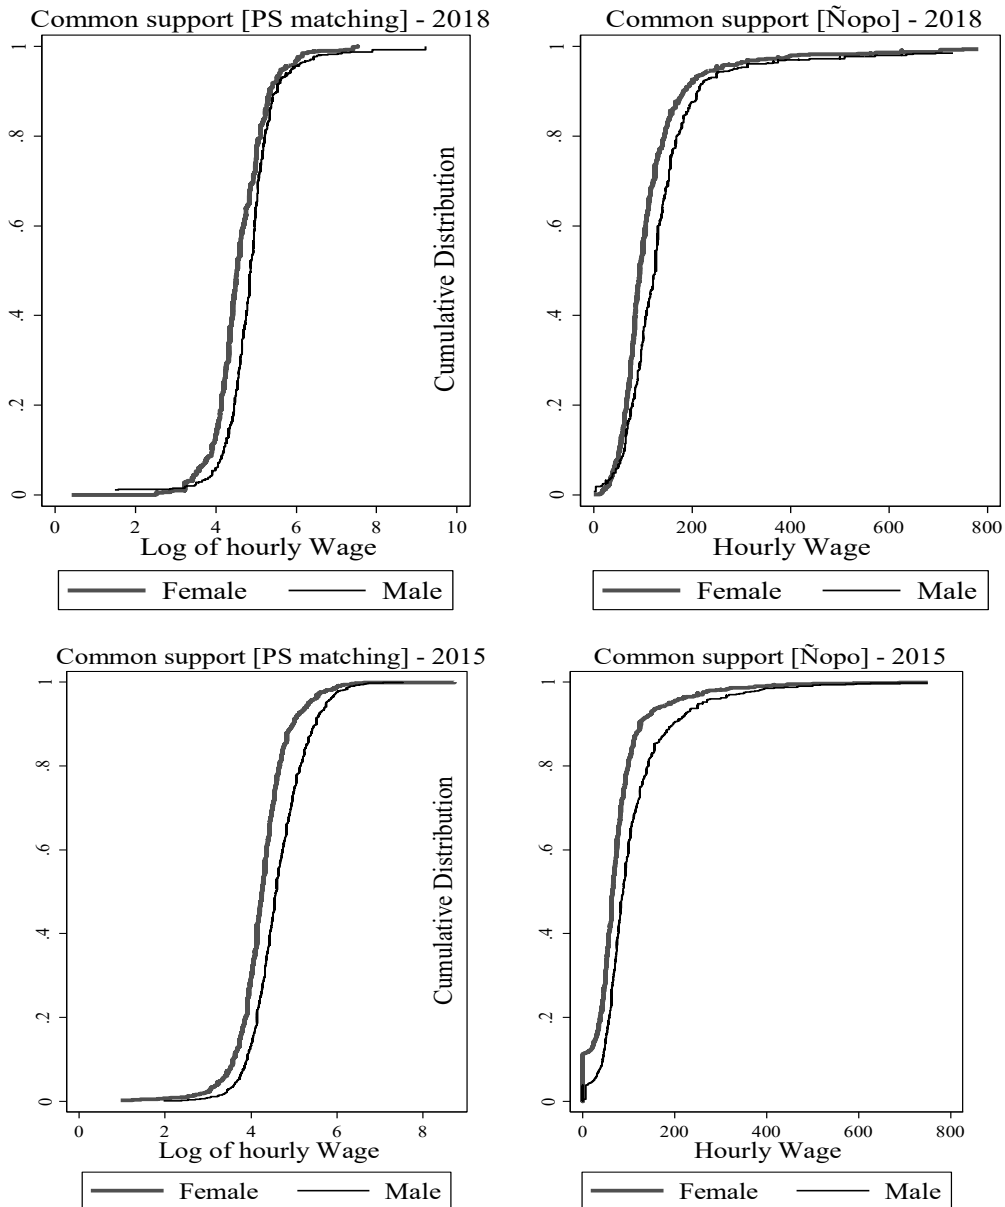 Common support [PS matching] - 2018
1
.8
.6
.4
.2
0
0 2 4 6 8 10
Log of hourly Wage
Female Male
Common support [Ñopo] - 2018
Cumulative Distribution
1
.8
.6
.4
.2
0
0 200 400 600 800
Hourly Wage
Female Male
Common support [PS matching] - 2015
1
.8
.6
.4
.2
0
0 2 4 6 8
Log of hourly Wage
Female Male
Common support [Ñopo] - 2015
Cumulative Distribution
1
.8
.6
.4
.2
0
0 200 400 600 800
Hourly Wage
Female Male